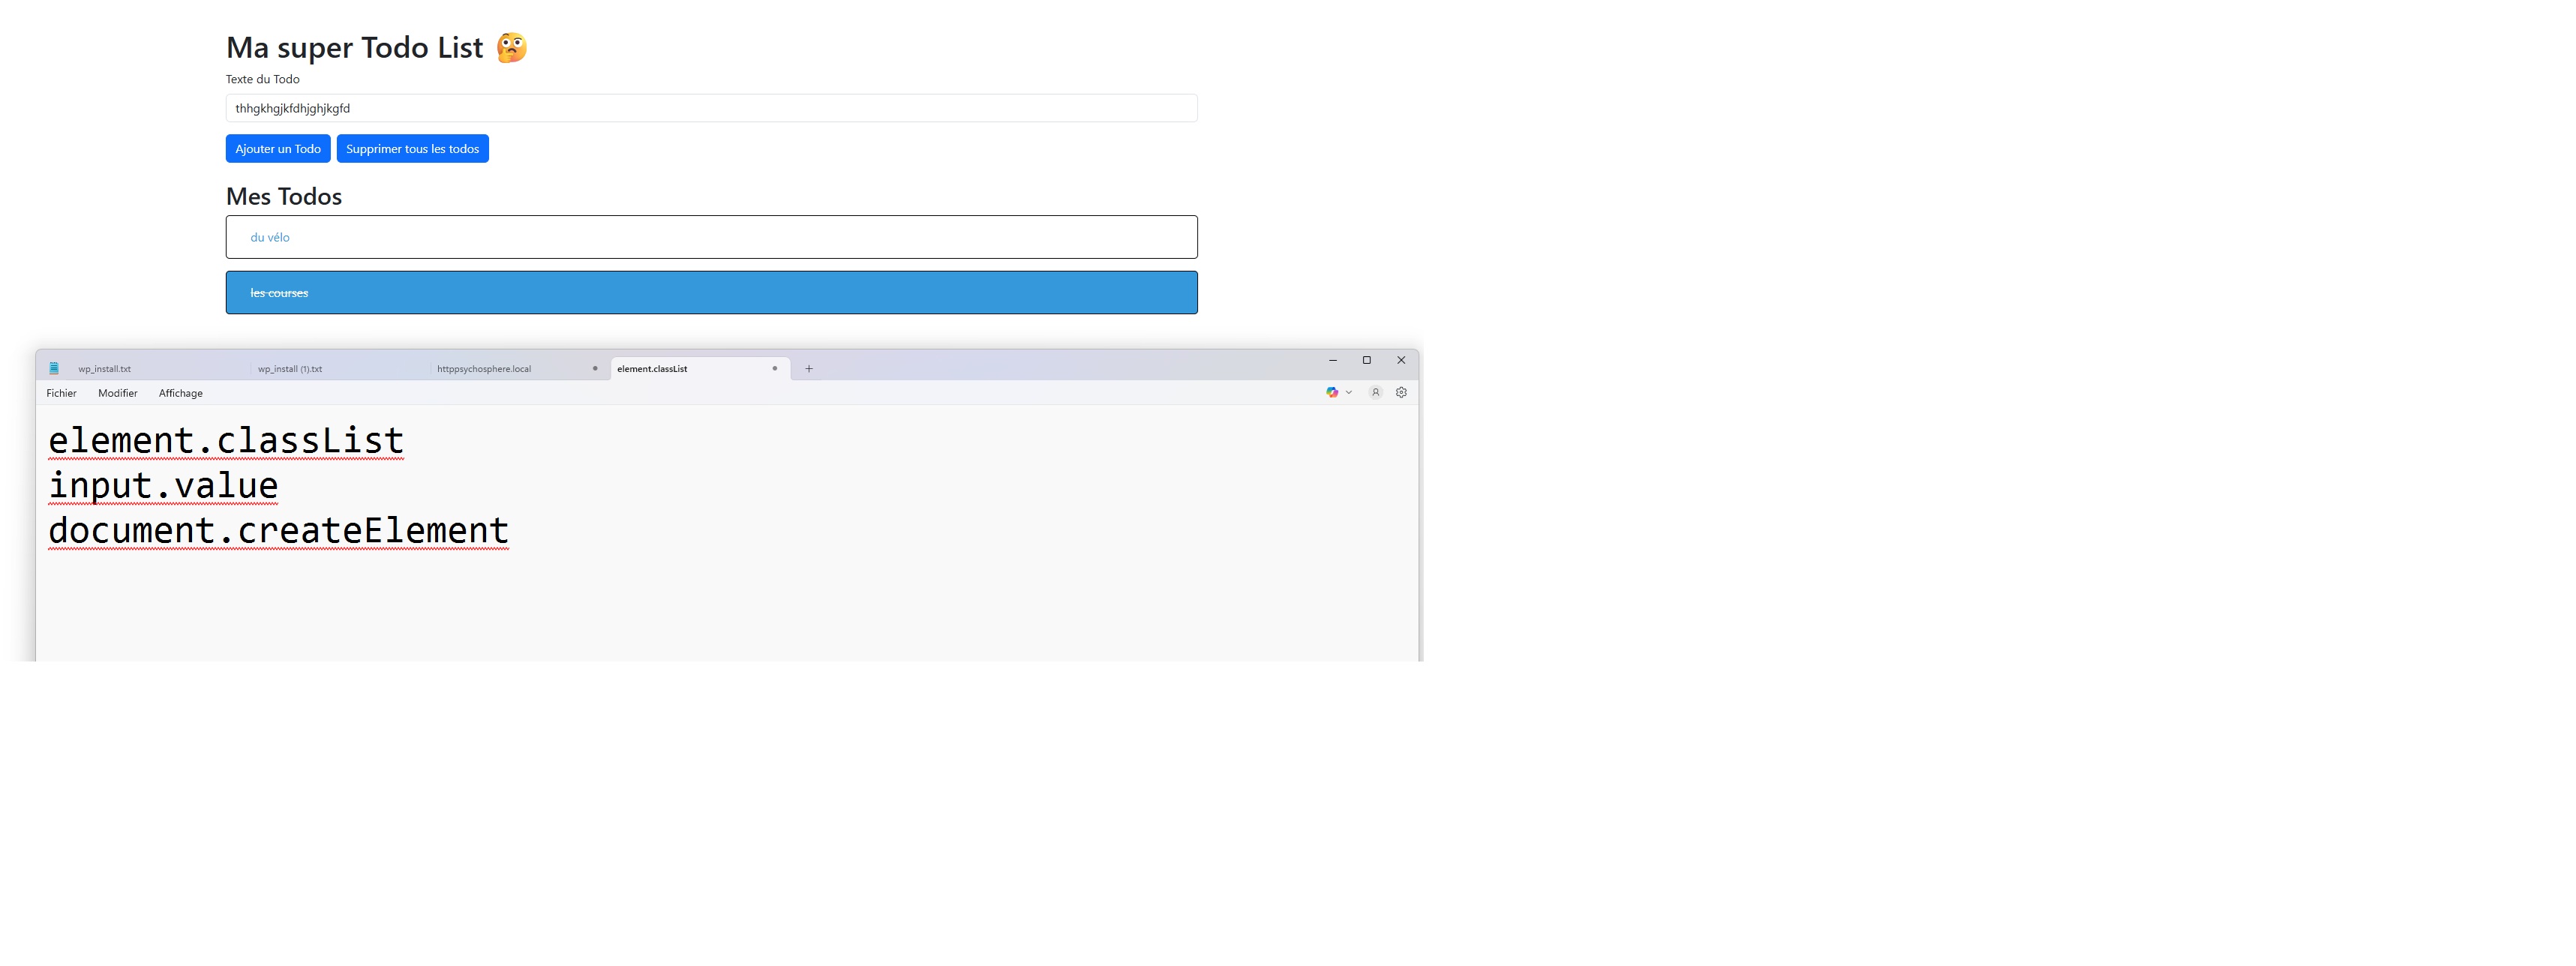 Ma super Todo List 🤔
Texte du Todo
thhgkhgjkfdhjghjkgfd
Ajouter un Todo Supprimer tous les todos
Mes Todos
du vélo
les courses
wp_install.txt wp_install (1).txt httppsychosphere.local element.classList
Fichier Modifier Affichage
element.classList
input.value
document.createElement